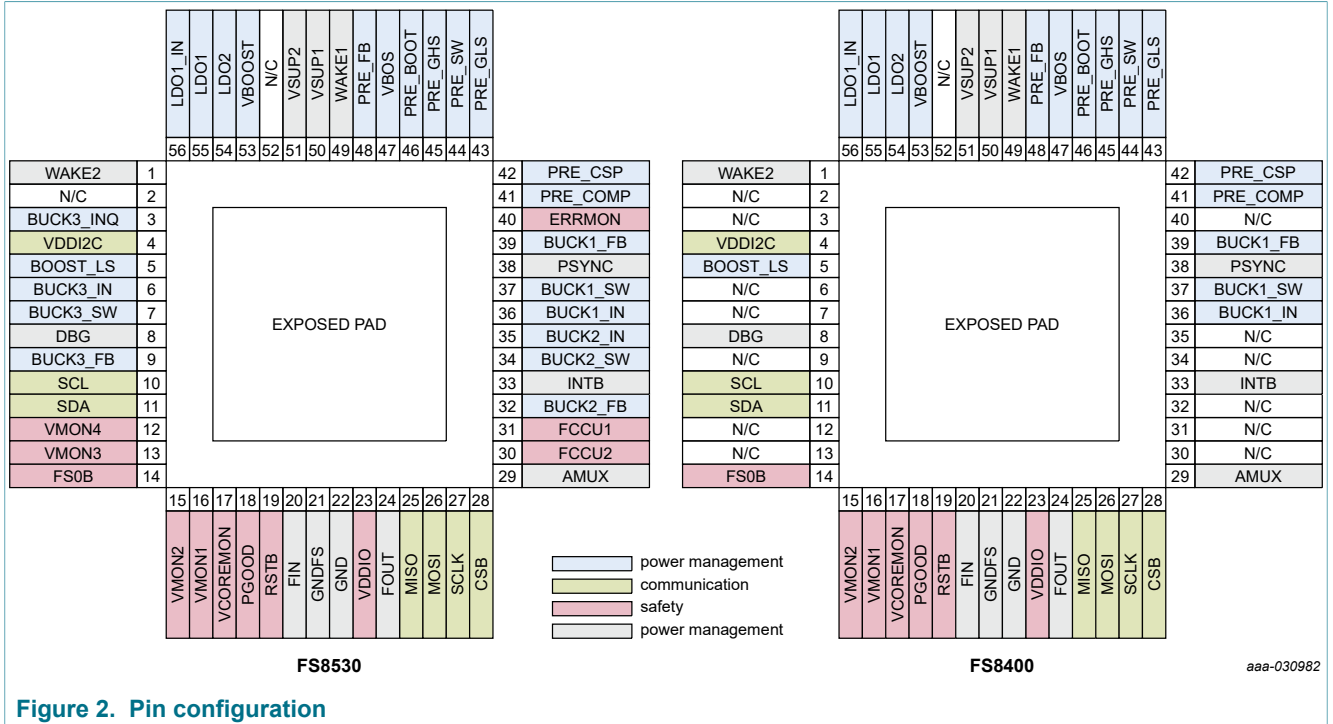 LDO1_IN
LDO1
LDO2
VBOOST
N/C
VSUP2
VSUP1
WAKE1
PRE_FB
VBOS
PRE_BOOT
PRE_GHS
PRE_SW
PRE_GLS
56 55 54 53 52 51 50 49 48 47 46 45 44 43
WAKE2 1
N/C 2
BUCK3_INQ 3
VDDI2C 4
BOOST_LS 5
BUCK3_IN 6
BUCK3_SW 7
DBG 8
BUCK3_FB 9
SCL 10
SDA 11
VMON4 12
VMON3 13
FS0B 14
EXPOSED PAD
42 PRE_CSP
41 PRE_COMP
40 ERRMON
39 BUCK1_FB
38 PSYNC
37 BUCK1_SW
36 BUCK1_IN
35 BUCK2_IN
34 BUCK2_SW
33 INTB
32 BUCK2_FB
31 FCCU1
30 FCCU2
29 AMUX
15 16 17 18 19 20 21 22 23 24 25 26 27 28
VMON2
VMON1
VCOREMON
PGOOD
RSTB
FIN
GNDFS
GND
VDDIO
FOUT
MISO
MOSI
SCLK
CSB
FS8530
LDO1_IN
LDO1
LDO2
VBOOST
N/C
VSUP2
VSUP1
WAKE1
PRE_FB
VBOS
PRE_BOOT
PRE_GHS
PRE_SW
PRE_GLS
56 55 54 53 52 51 50 49 48 47 46 45 44 43
WAKE2 1
N/C 2
N/C 3
VDDI2C 4
BOOST_LS 5
N/C 6
N/C 7
DBG 8
N/C 9
SCL 10
SDA 11
N/C 12
N/C 13
FS0B 14
EXPOSED PAD
42 PRE_CSP
41 PRE_COMP
40 N/C
39 BUCK1_FB
38 PSYNC
37 BUCK1_SW
36 BUCK1_IN
35 N/C
34 N/C
33 INTB
32 N/C
31 N/C
30 N/C
29 AMUX
15 16 17 18 19 20 21 22 23 24 25 26 27 28
VMON2
VMON1
VCOREMON
PGOOD
RSTB
FIN
GNDFS
GND
VDDIO
FOUT
MISO
MOSI
SCLK
CSB
FS8400
power management
communication
safety
power management
aaa-030982
Figure 2. Pin configuration